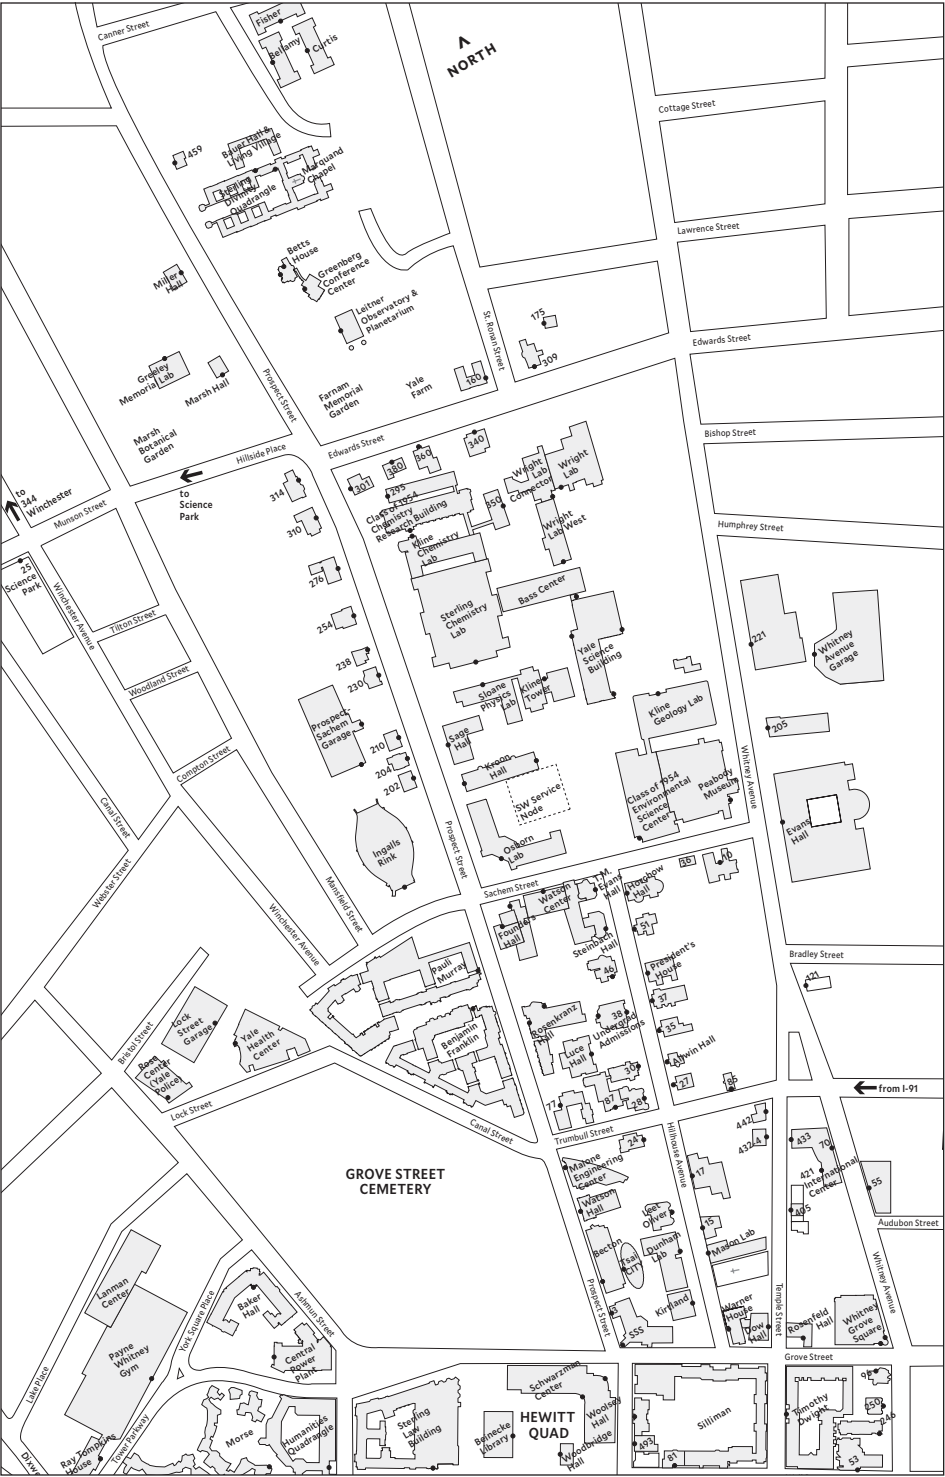 Canner Street
Fisher
Bellamy
Curtis
NORTH
Cottage Street
459
Bauer Hall &
Living Village
Marquand
Chapel
Sterling
Divinity
Quadrangle
Lawrence Street
Betts
House
Greenberg
Conference
Center
Miller
Hall
Leitner
Observatory &
Planetarium
175
St. Ronan Street
309
Edwards Street
Greeley
Memorial Lab
Marsh Hall
Prospect Street
Farnam
Memorial
Garden
Yale
Farm
160
Marsh
Botanical
Garden
Hillside Place
Edwards Street
340
Bishop Street
360
380
301
295
Class of 1954
Chemistry
Research Building
350
Wright
Lab
Connector
Wright
Lab
Wright
Lab West
to
344
Winchester
to
Science
Park
314
310
Munson Street
Humphrey Street
Kline
Chemistry
Lab
25
Science
Park
Winchester Avenue
276
Bass Center
Tilton Street
254
Sterling
Chemistry
Lab
Yale
Science
Building
221
Whitney
Avenue
Garage
Woodland Street
238
230
Sloane
Physics
Lab
Kline
Tower
Kline
Geology Lab
205
Prospect-
Sachem
Garage
210
204
202
Sage
Hall
Compton Street
Kroon
Hall
SW Service
Node
Class of 1954
Environmental
Science
Center
Peabody
Museum
Whitney Avenue
Evans
Hall
Canal Street
Webster Street
Ingalls
Rink
Osborn
Lab
Prospect Street
Mansfield Street
Sachem Street
Watson
Center
T.M.
Evans
Hall
Horchow
Hall
36
10
Founders
Hall
Steinbach
Hall
51
Winchester Avenue
Bradley Street
Pauli
Murray
46
President's
House
121
37
Bristol Street
Lock
Street
Garage
Yale
Health
Center
Benjamin
Franklin
Rosenkranz
Hall
38
Undergrad
Admissions
35
Luce
Hall
Allwin Hall
Rose
Center
(Yale
Police)
30
27
85
from I-91
Lock Street
Canal Street
77
87
28
442
Trumbull Street
24
432-4
433
70
Hillhouse Avenue
GROVE STREET
CEMETERY
Malone
Engineering
Center
17
421
International
Center
55
Watson
Hall
Leet
Oliver
15
405
Audubon Street
Becton
Tsai
CITY
Dunham
Lab
Mason Lab
Lanman
Center
York Square Place
Baker
Hall
Ashmun Street
Prospect Street
3
Kirtland
Warner
House
Dow
Hall
Temple Street
Rosenfeld
Hall
Whitney
Grove
Square
Whitney Avenue
SSS
Payne
Whitney
Gym
Central
Power
Plant
Grove Street
Lake Place
Tower Parkway
Schwarzman
Center
Woolsey
Hall
Silliman
Timothy
Dwight
250
246
Morse
Humanities
Quadrangle
Sterling
Law
Building
Beinecke
Library
HEWITT
QUAD
Woodbridge
Hall
493
81
53
Ray Tompkins
House
Dixwe